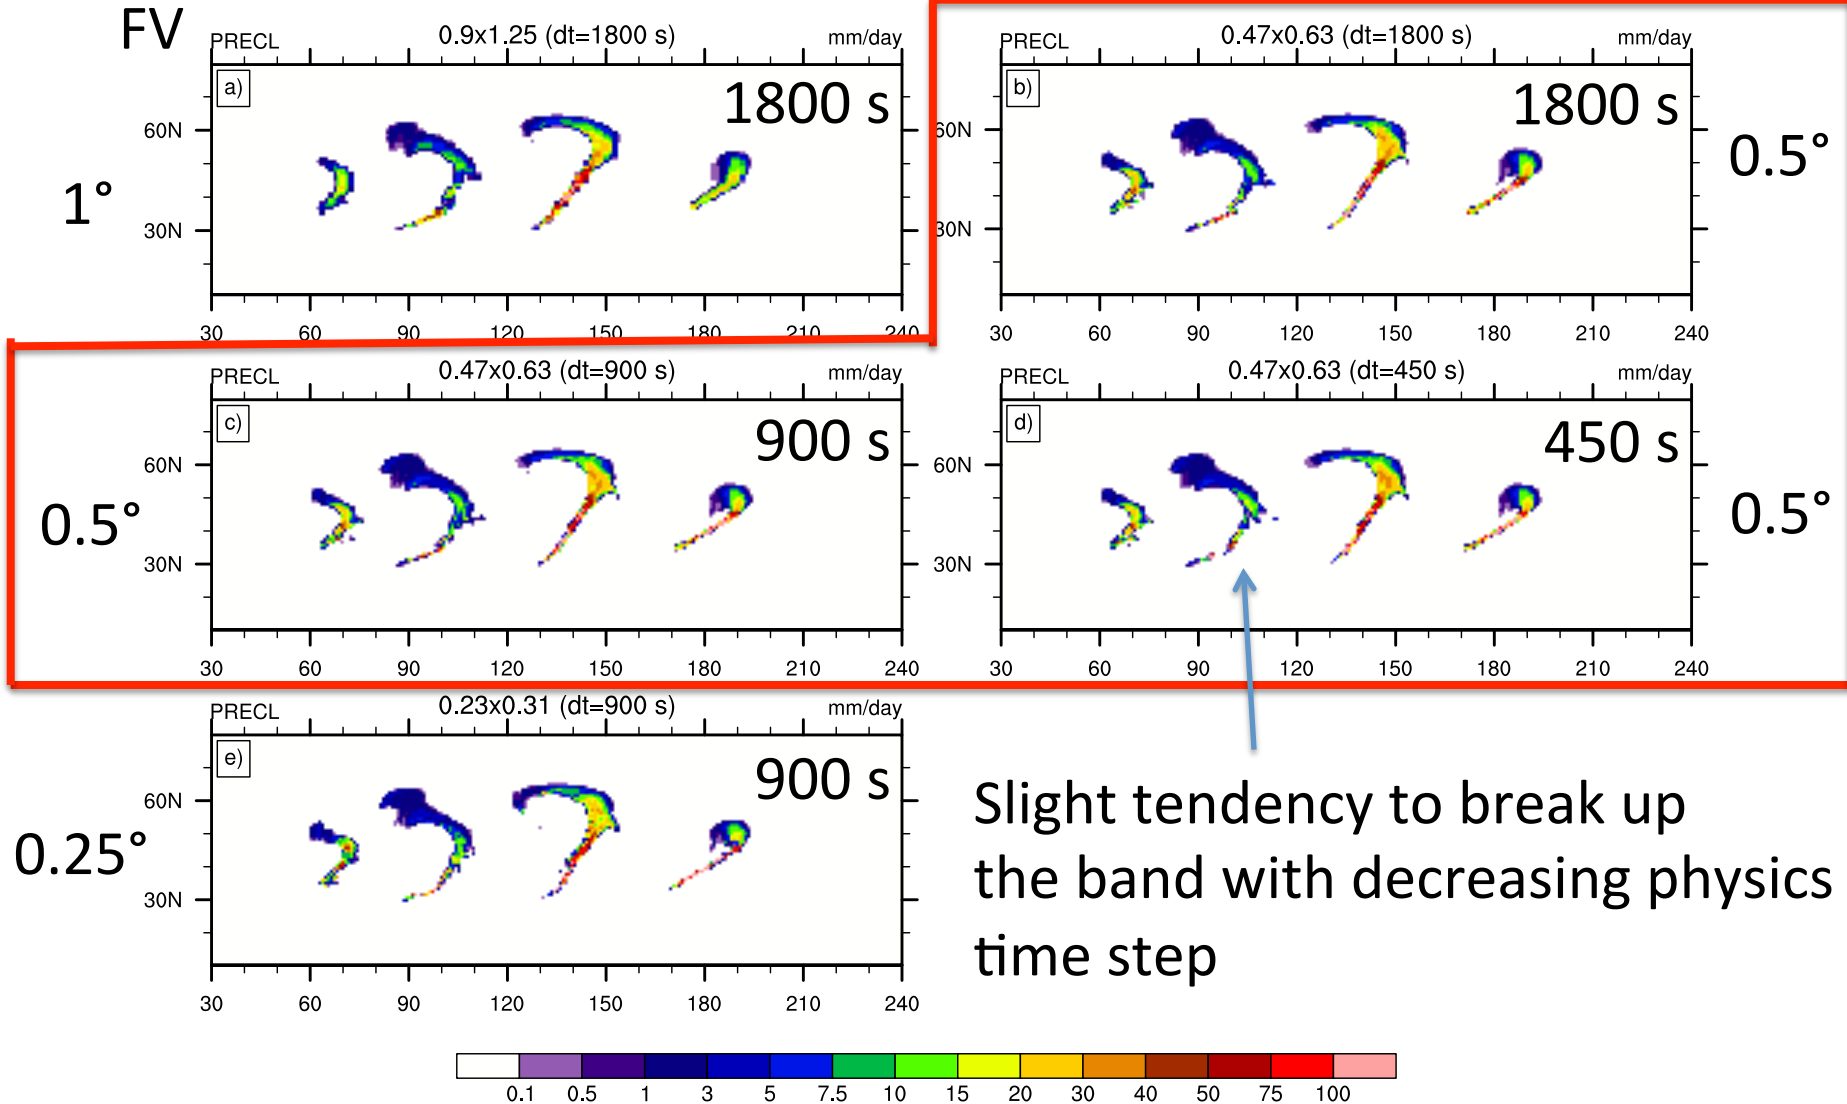 FV
PRECL 0.9x1.25 (dt=1800 s) mm/day
a)
1800 s
60N
30N
1°
30 60 90 120 150 180 210 240
PRECL 0.47x0.63 (dt=1800 s) mm/day
b)
1800 s
60N
30N
0.5°
30 60 90 120 150 180 210 240
PRECL 0.47x0.63 (dt=900 s) mm/day
c)
900 s
60N
30N
0.5°
30 60 90 120 150 180 210 240
PRECL 0.47x0.63 (dt=450 s) mm/day
d)
450 s
60N
30N
0.5°
30 60 90 120 150 180 210 240
PRECL 0.23x0.31 (dt=900 s) mm/day
e)
900 s
60N
30N
0.25°
30 60 90 120 150 180 210 240
Slight tendency to break up
the band with decreasing physics
time step
0.1 0.5 1 3 5 7.5 10 15 20 30 40 50 75 100